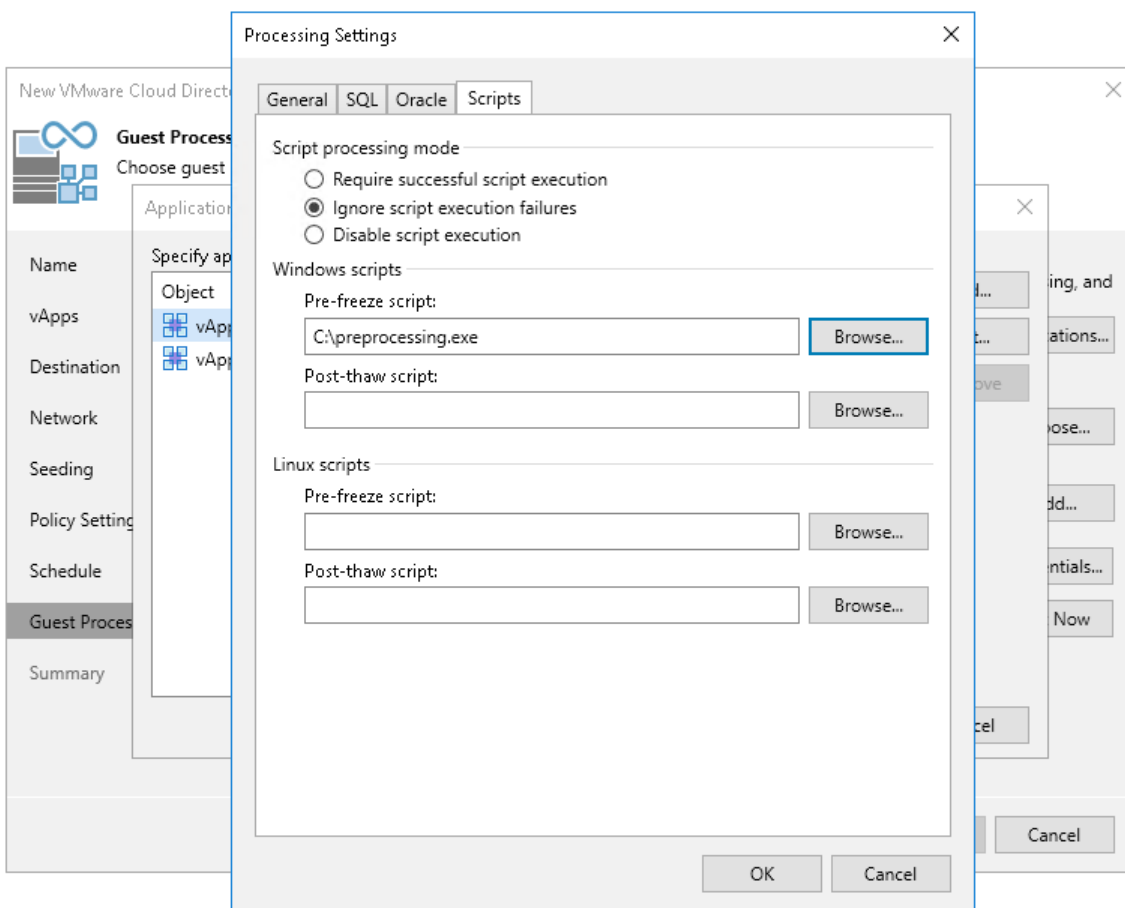 Processing Settings
New VMware Cloud Direct
Guest Process
Choose guest
Application
Specify ap
Object
vApp
vApp
Name
vApps
Destination
Network
Seeding
Policy Setting
Schedule
Guest Proces
Summary
General SQL Oracle Scripts
Script processing mode
Require successful script execution
Ignore script execution failures
Disable script execution
Windows scripts
Pre-freeze script:
C:\preprocessing.exe Browse...
Post-thaw script:
Browse...
Linux scripts
Pre-freeze script:
Browse...
Post-thaw script:
Browse...
OK Cancel
ing, and
ations...
ove
ose...
dd...
ntials...
Now
cel
Cancel